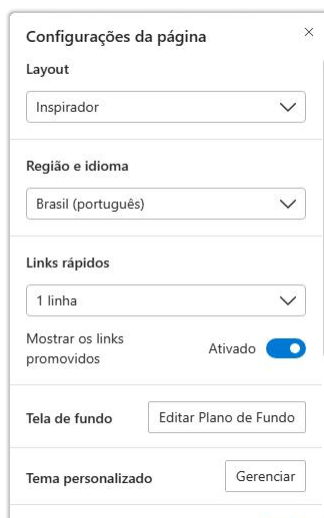 Configurações da página
Layout
Inspirador
Região e idioma
Brasil (português)
Links rápidos
1 linha
Mostrar os links
promovidos
Ativado
Tela de fundo
Editar Plano de Fundo
Tema personalizado
Gerenciar